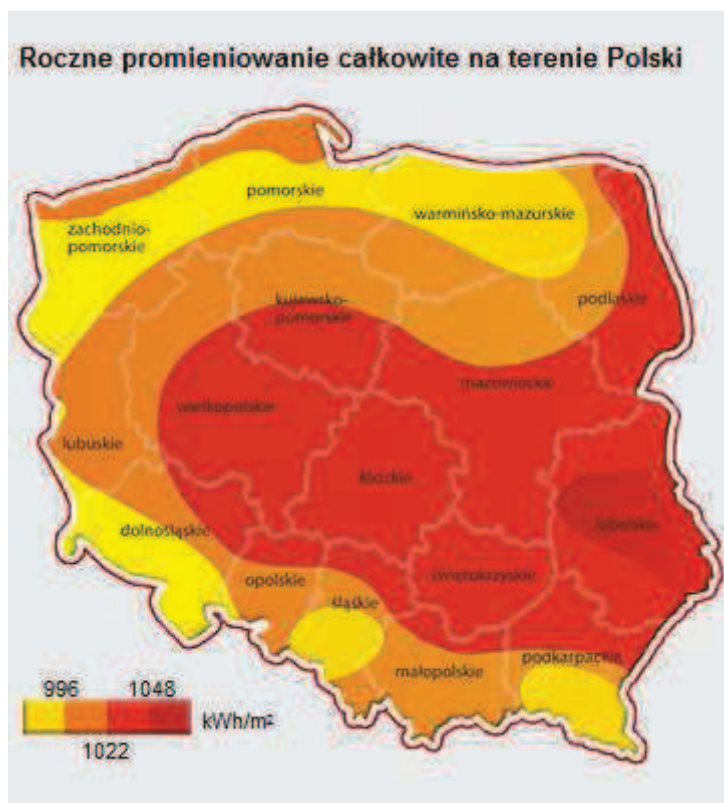 Roczne promieniowanie całkowite na terenie Polski
pomorskie
warmińsko-mazurskie
zachodnio-
pomorskie
podlaskie
kujawsko-
pomorskie
mazowieckie
wielkopolskie
lubuskie
łódzkie
lubelskie
dolnośląskie
opolskie
świętokrzyskie
śląskie
podkarpackie
małopolskie
996 1048
kWh/m²
1022